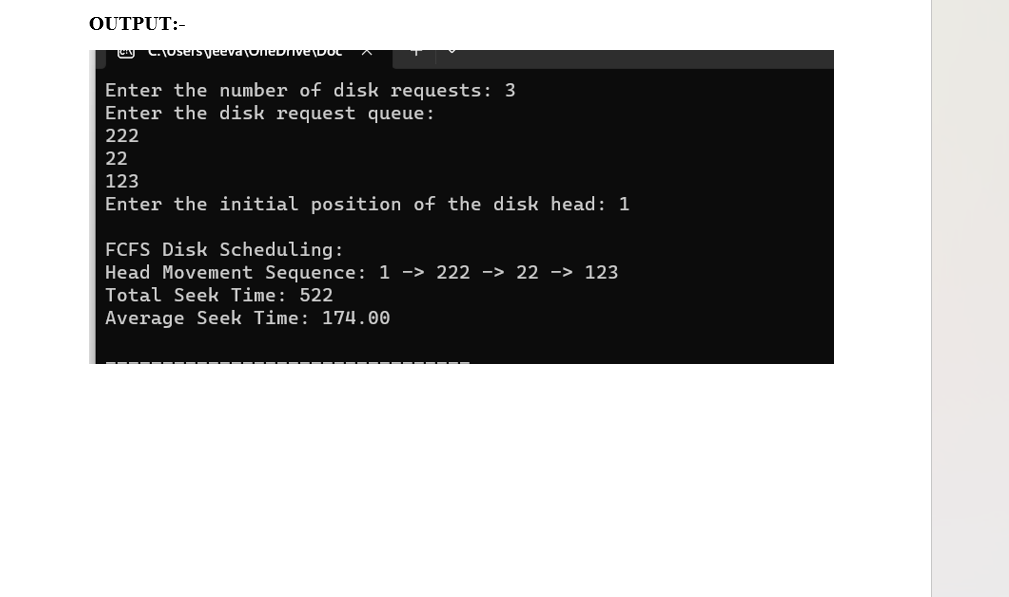 OUTPUT:-
C:\Users\jeeva\OneDrive\Doc
Enter the number of disk requests: 3
Enter the disk request queue:
222
22
123
Enter the initial position of the disk head: 1
FCFS Disk Scheduling:
Head Movement Sequence: 1 -> 222 -> 22 -> 123
Total Seek Time: 522
Average Seek Time: 174.00
--------------------------------